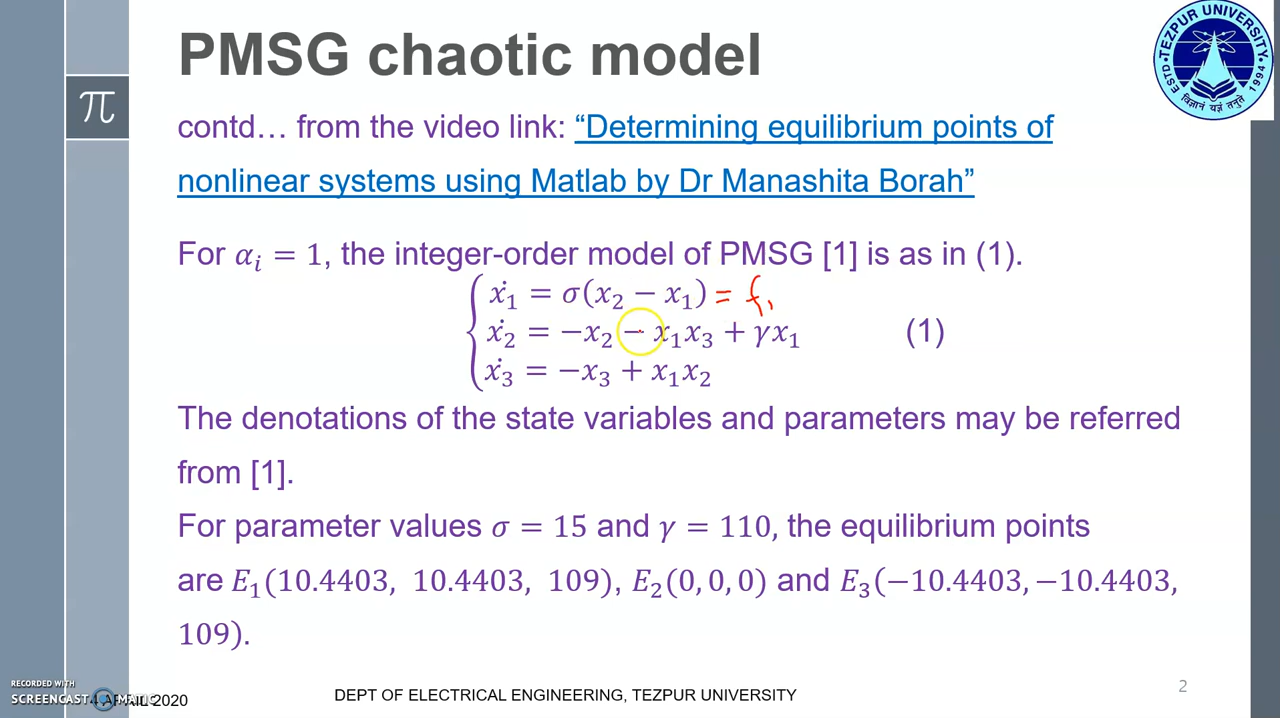 PMSG chaotic model
π
contd… from the video link: “Determining equilibrium points of
nonlinear systems using Matlab by Dr Manashita Borah”
For αᵢ = 1, the integer-order model of PMSG [1] is as in (1).
ẋ₁ = σ(x₂ − x₁) = f₁
ẋ₂ = −x₂ − x₁x₃ + γx₁ (1)
ẋ₃ = −x₃ + x₁x₂
The denotations of the state variables and parameters may be referred
from [1].
For parameter values σ = 15 and γ = 110, the equilibrium points
are E₁(10.4403, 10.4403, 109), E₂(0, 0, 0) and E₃(−10.4403, −10.4403,
109).
TEZPUR UNIVERSITY
ESTD 1994
विज्ञानं यज्ञं तनुते
RECORDED WITH
SCREENCAST MATIC
4 APRIL 2020
DEPT OF ELECTRICAL ENGINEERING, TEZPUR UNIVERSITY
2